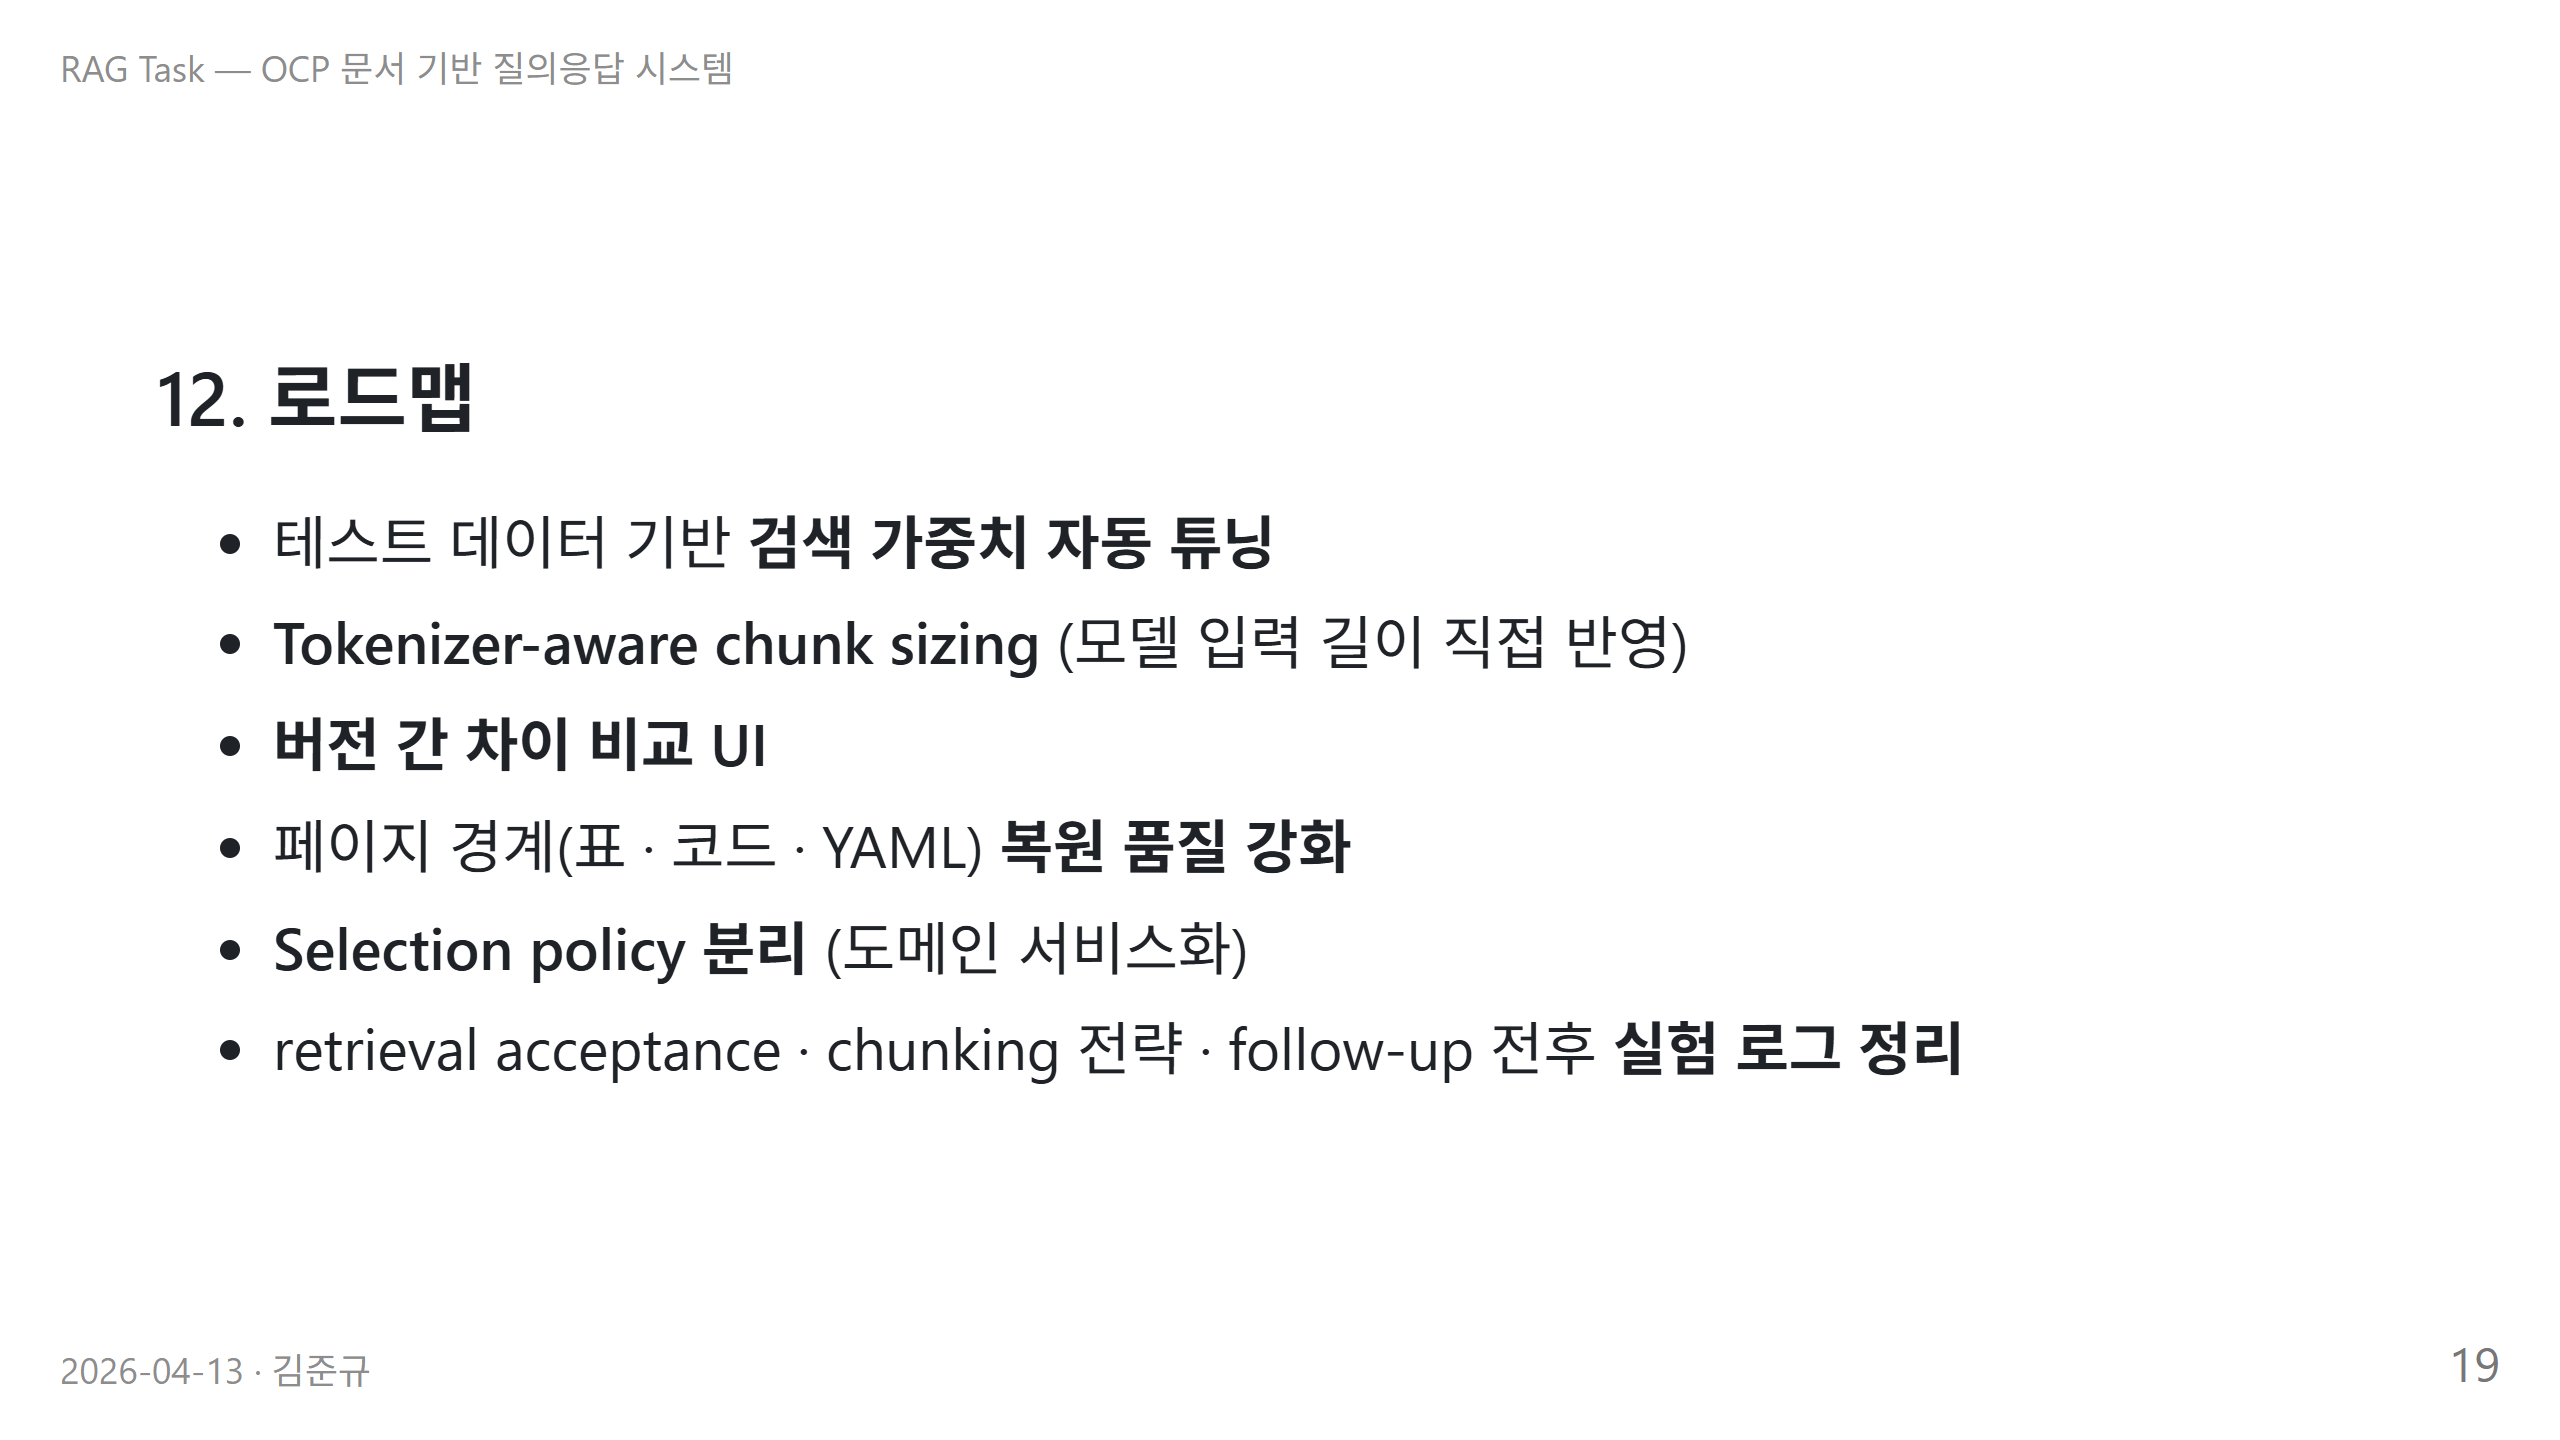 RAG Task — OCP 문서 기반 질의응답 시스템
12. 로드맵
• 테스트 데이터 기반 검색 가중치 자동 튜닝
• Tokenizer-aware chunk sizing (모델 입력 길이 직접 반영)
• 버전 간 차이 비교 UI
• 페이지 경계(표 · 코드 · YAML) 복원 품질 강화
• Selection policy 분리 (도메인 서비스화)
• retrieval acceptance · chunking 전략 · follow-up 전후 실험 로그 정리
2026-04-13 · 김준규
19